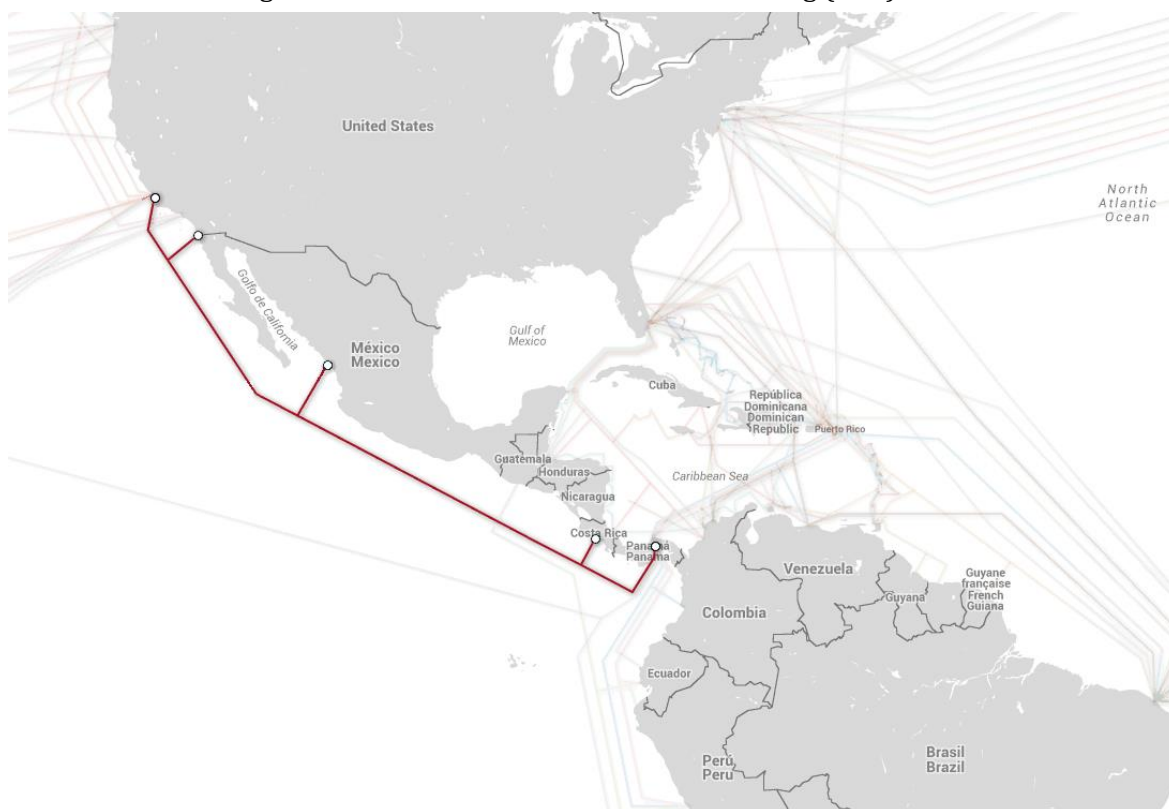 United States
North
Atlantic
Ocean
Golfo de California
Gulf of
Mexico
México
Mexico
Cuba
República
Dominicana
Dominican
Republic
Puerto Rico
Guatemala
Honduras
Caribbean Sea
Nicaragua
Costa Rica
Panamá
Panama
Venezuela
Guyana
Guyane
française
French
Guiana
Colombia
Ecuador
Perú
Peru
Brasil
Brazil